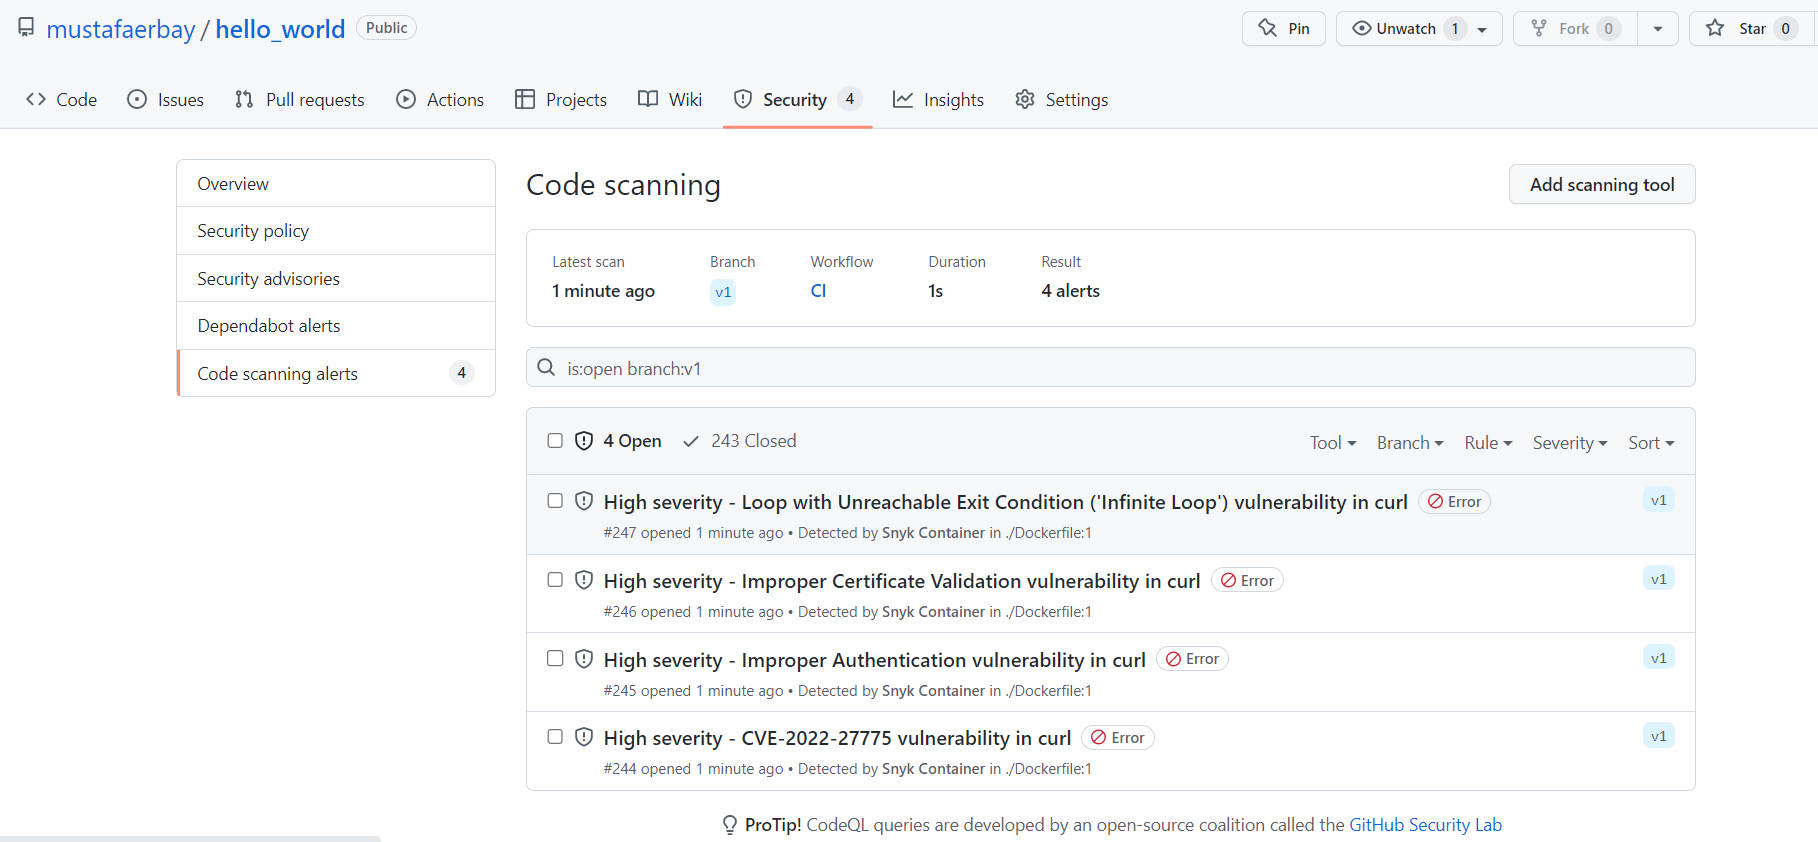 mustafaerbay / hello_world Public
Pin Unwatch 1 Fork 0 Star 0
Code Issues Pull requests Actions Projects Wiki Security 4 Insights Settings
Overview
Security policy
Security advisories
Dependabot alerts
Code scanning alerts 4
Code scanning
Add scanning tool
Latest scan Branch Workflow Duration Result
1 minute ago v1 CI 1s 4 alerts
is:open branch:v1
4 Open 243 Closed Tool Branch Rule Severity Sort
High severity - Loop with Unreachable Exit Condition ('Infinite Loop') vulnerability in curl Error v1
#247 opened 1 minute ago • Detected by Snyk Container in ./Dockerfile:1
High severity - Improper Certificate Validation vulnerability in curl Error v1
#246 opened 1 minute ago • Detected by Snyk Container in ./Dockerfile:1
High severity - Improper Authentication vulnerability in curl Error v1
#245 opened 1 minute ago • Detected by Snyk Container in ./Dockerfile:1
High severity - CVE-2022-27775 vulnerability in curl Error v1
#244 opened 1 minute ago • Detected by Snyk Container in ./Dockerfile:1
ProTip! CodeQL queries are developed by an open-source coalition called the GitHub Security Lab